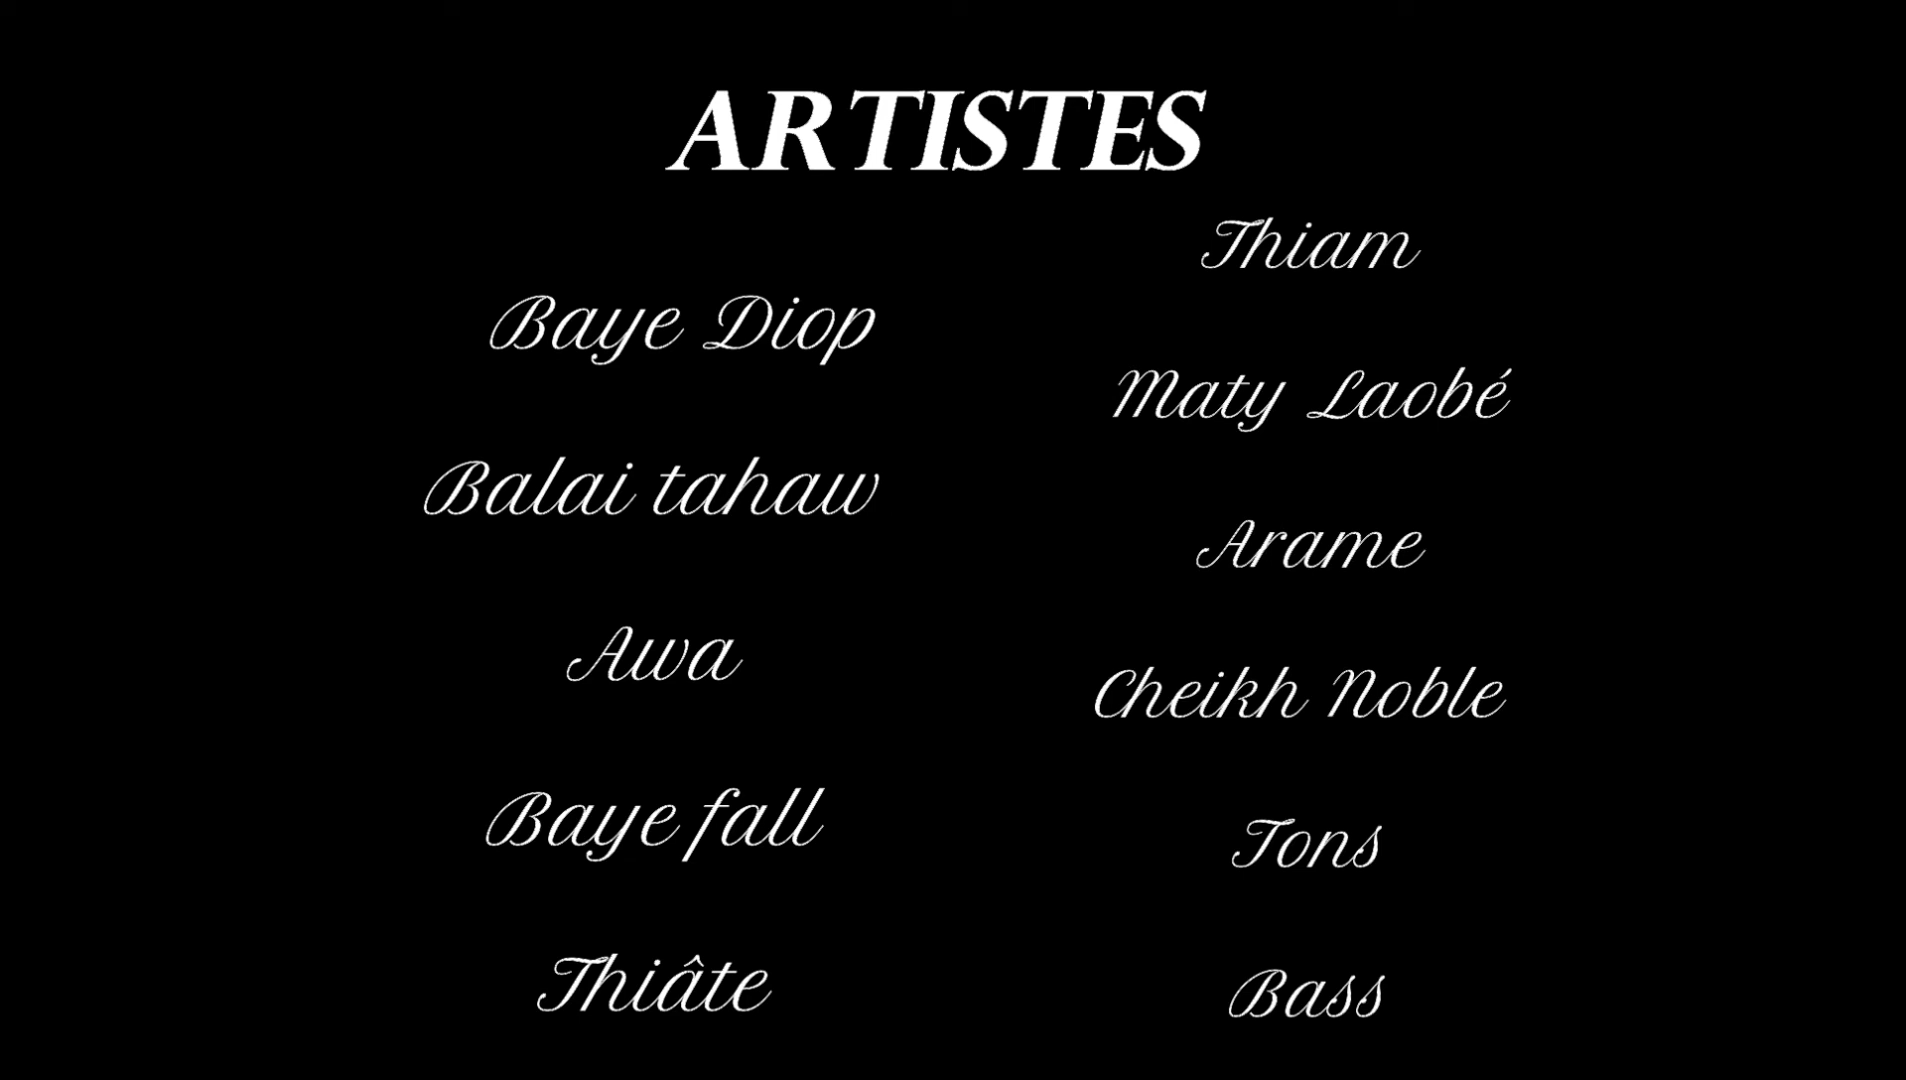 ARTISTES
Baye Diop
Balai tahaw
Awa
Baye fall
Thiâte
Thiam
Maty Laobé
Arame
Cheikh Noble
Tons
Bass